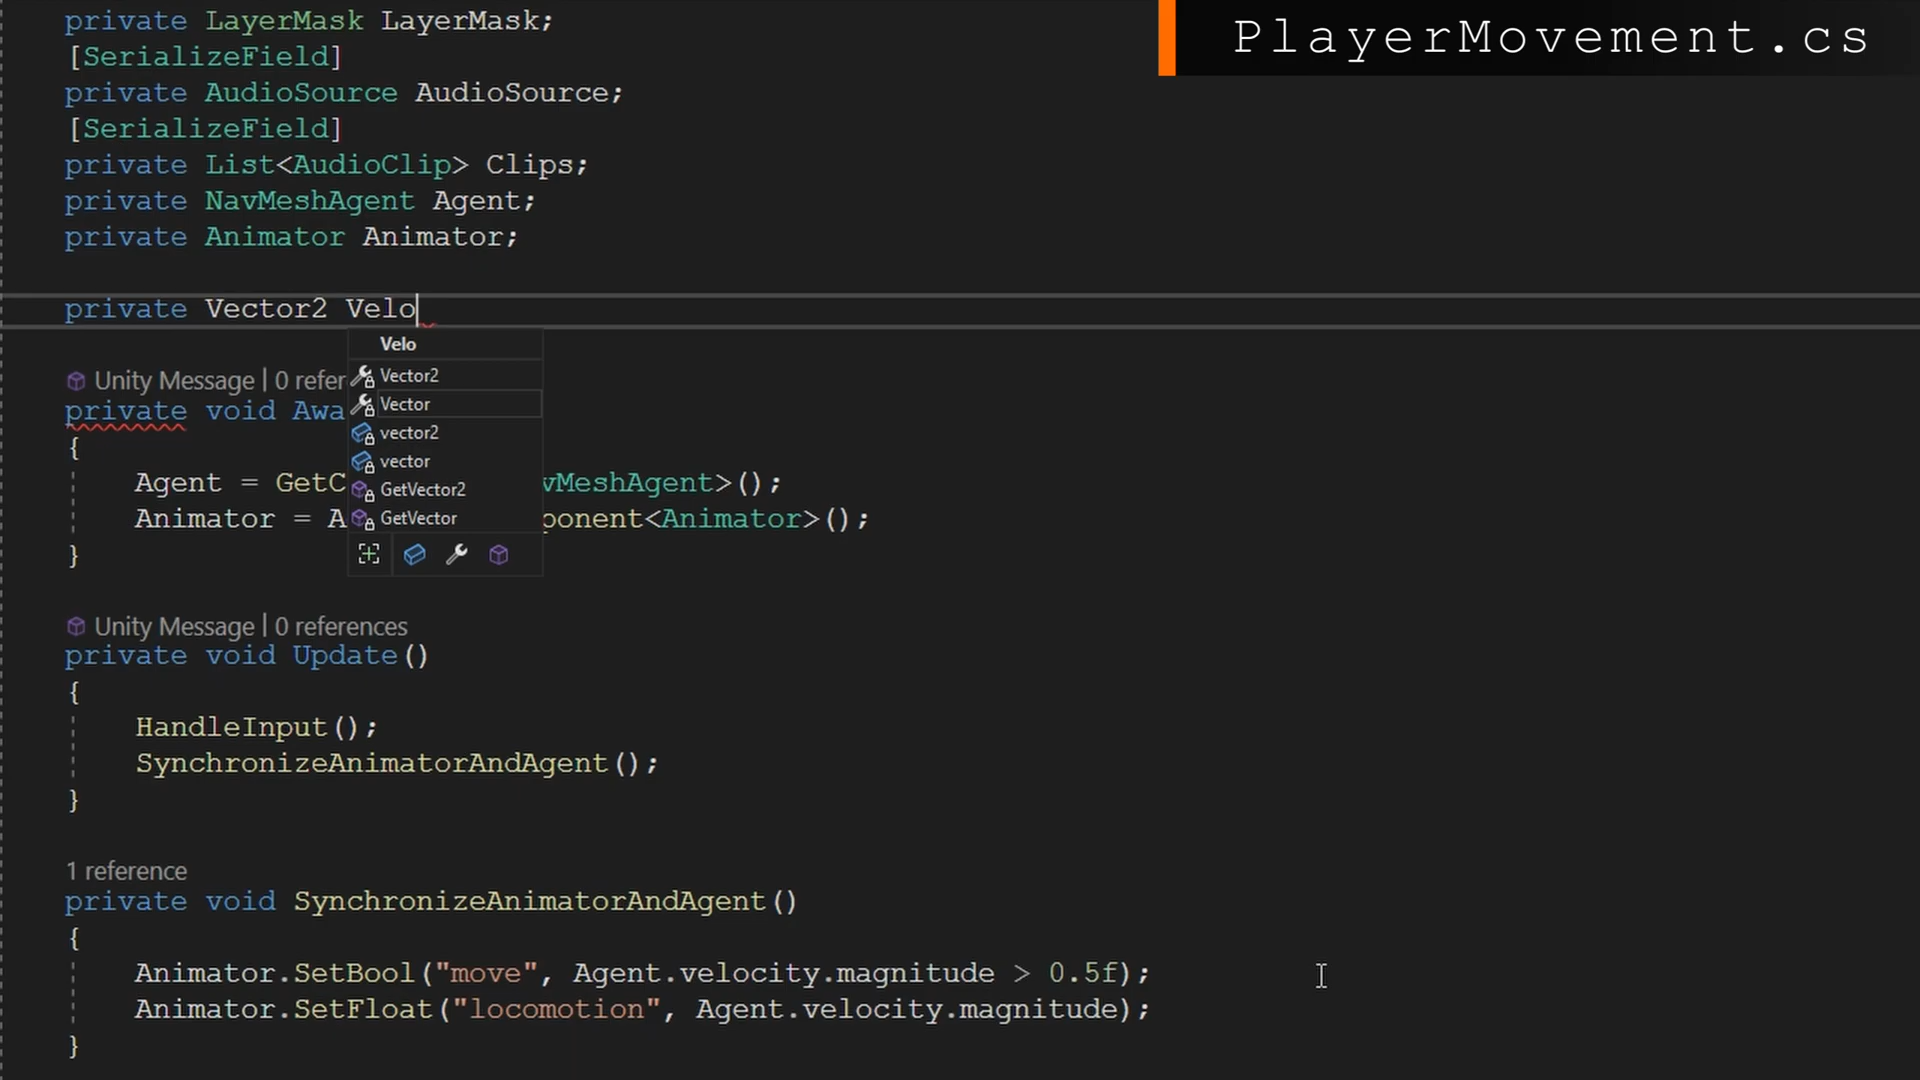 private LayerMask LayerMask;
PlayerMovement.cs
[SerializeField]
private AudioSource AudioSource;
[SerializeField]
private List<AudioClip> Clips;
private NavMeshAgent Agent;
private Animator Animator;
private Vector2 Velo
Velo
Vector2
Unity Message | 0 refer
Vector
private void Awa
vector2
{
vector
Agent = GetC
vMeshAgent>();
GetVector2
Animator = A
ponent<Animator>();
GetVector
}
Unity Message | 0 references
private void Update()
{
HandleInput();
SynchronizeAnimatorAndAgent();
}
1 reference
private void SynchronizeAnimatorAndAgent()
{
Animator.SetBool("move", Agent.velocity.magnitude > 0.5f);
Animator.SetFloat("locomotion", Agent.velocity.magnitude);
}